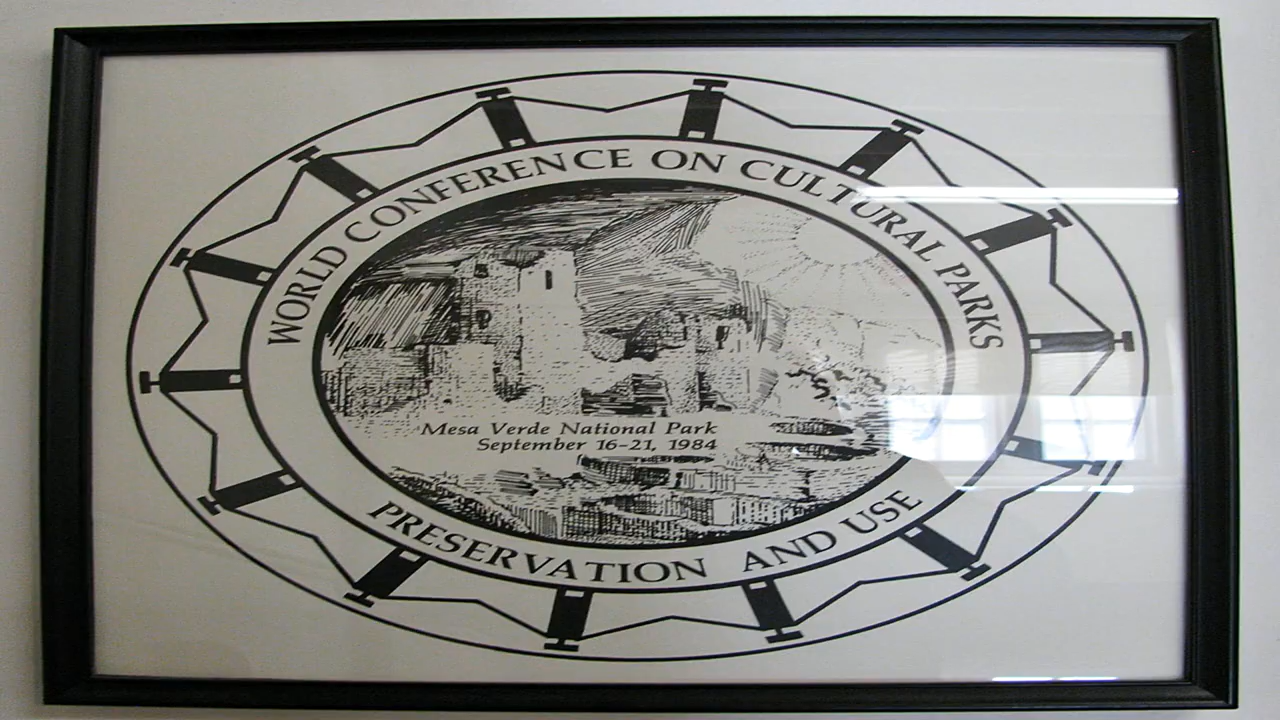 WORLD CONFERENCE ON CULTURAL PARKS
Mesa Verde National Park
September 16-21, 1984
PRESERVATION AND USE